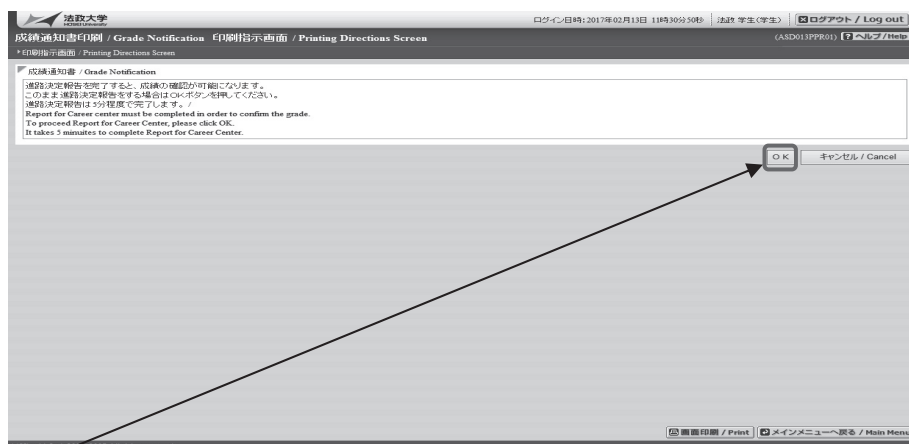 法政大学
HOSEI University
ログイン日時:2017年02月13日 11時30分50秒 法政 学生(学生) ログアウト / Log out
成績通知書印刷 / Grade Notification 印刷指示画面 / Printing Directions Screen (ASD013PPR01) ? ヘルプ / Help
印刷指示画面 / Printing Directions Screen
成績通知書 / Grade Notification
進路決定報告を完了すると、成績の確認が可能になります。
このまま進路決定報告をする場合はOKボタンを押してください。
進路決定報告は5分程度で完了します。/
Report for Career center must be completed in order to confirm the grade.
To proceed Report for Career Center, please click OK.
It takes 5 minuites to complete Report for Career Center.
OK キャンセル / Cancel
画面印刷 / Print メインメニューへ戻る / Main Menu